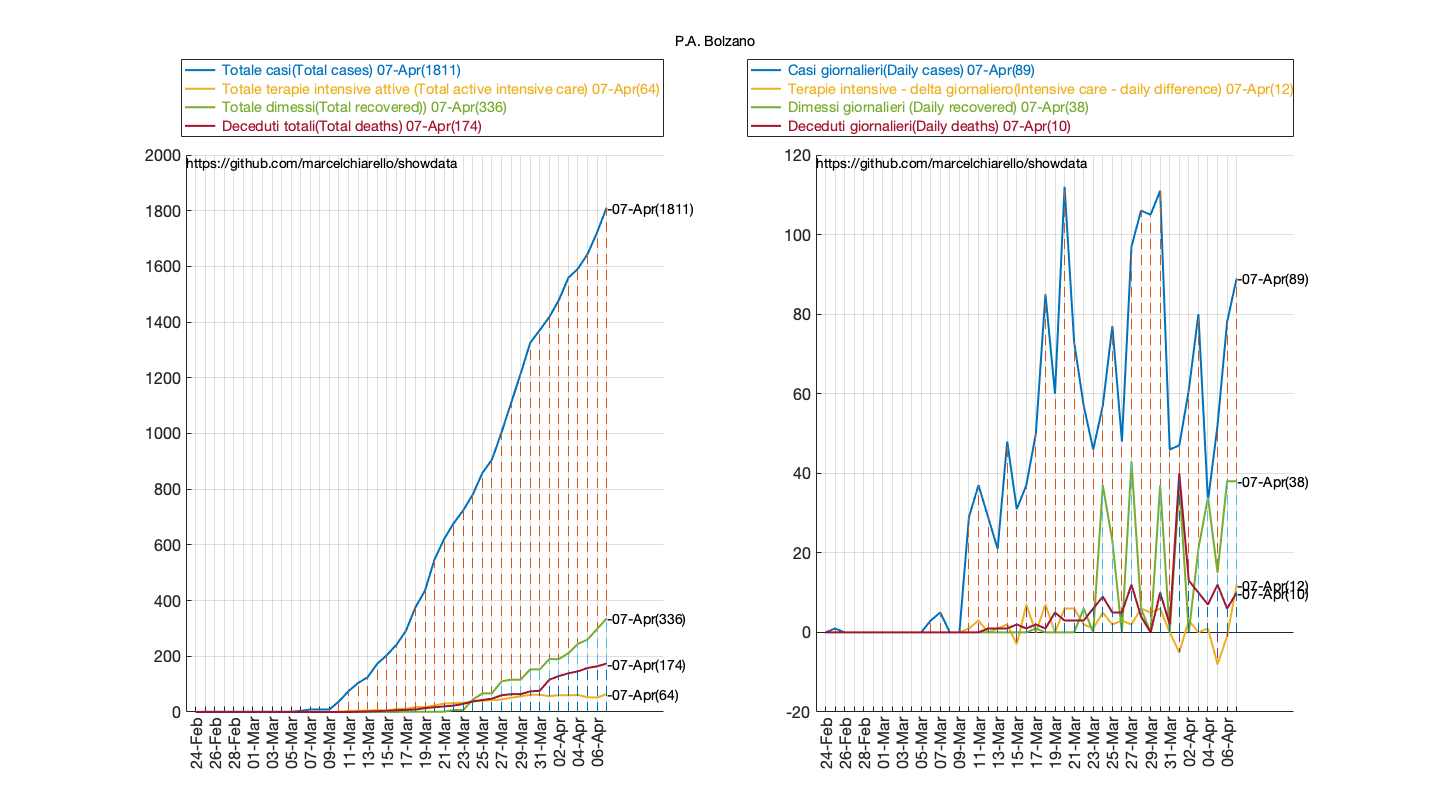 P.A. Bolzano
Totale casi(Total cases) 07-Apr(1811)
Totale terapie intensive attive (Total active intensive care) 07-Apr(64)
Totale dimessi(Total recovered)) 07-Apr(336)
Deceduti totali(Total deaths) 07-Apr(174)
https://github.com/marcelchiarello/showdata
2000
1800
1600
1400
1200
1000
800
600
400
200
0
-07-Apr(1811)
-07-Apr(336)
-07-Apr(174)
-07-Apr(64)
24-Feb
26-Feb
28-Feb
01-Mar
03-Mar
05-Mar
07-Mar
09-Mar
11-Mar
13-Mar
15-Mar
17-Mar
19-Mar
21-Mar
23-Mar
25-Mar
27-Mar
29-Mar
31-Mar
02-Apr
04-Apr
06-Apr
Casi giornalieri(Daily cases) 07-Apr(89)
Terapie intensive - delta giornaliero(Intensive care - daily difference) 07-Apr(12)
Dimessi giornalieri (Daily recovered) 07-Apr(38)
Deceduti giornalieri(Daily deaths) 07-Apr(10)
https://github.com/marcelchiarello/showdata
120
100
80
60
40
20
0
-20
-07-Apr(89)
-07-Apr(38)
-07-Apr(12)
-07-Apr(10)
24-Feb
26-Feb
28-Feb
01-Mar
03-Mar
05-Mar
07-Mar
09-Mar
11-Mar
13-Mar
15-Mar
17-Mar
19-Mar
21-Mar
23-Mar
25-Mar
27-Mar
29-Mar
31-Mar
02-Apr
04-Apr
06-Apr